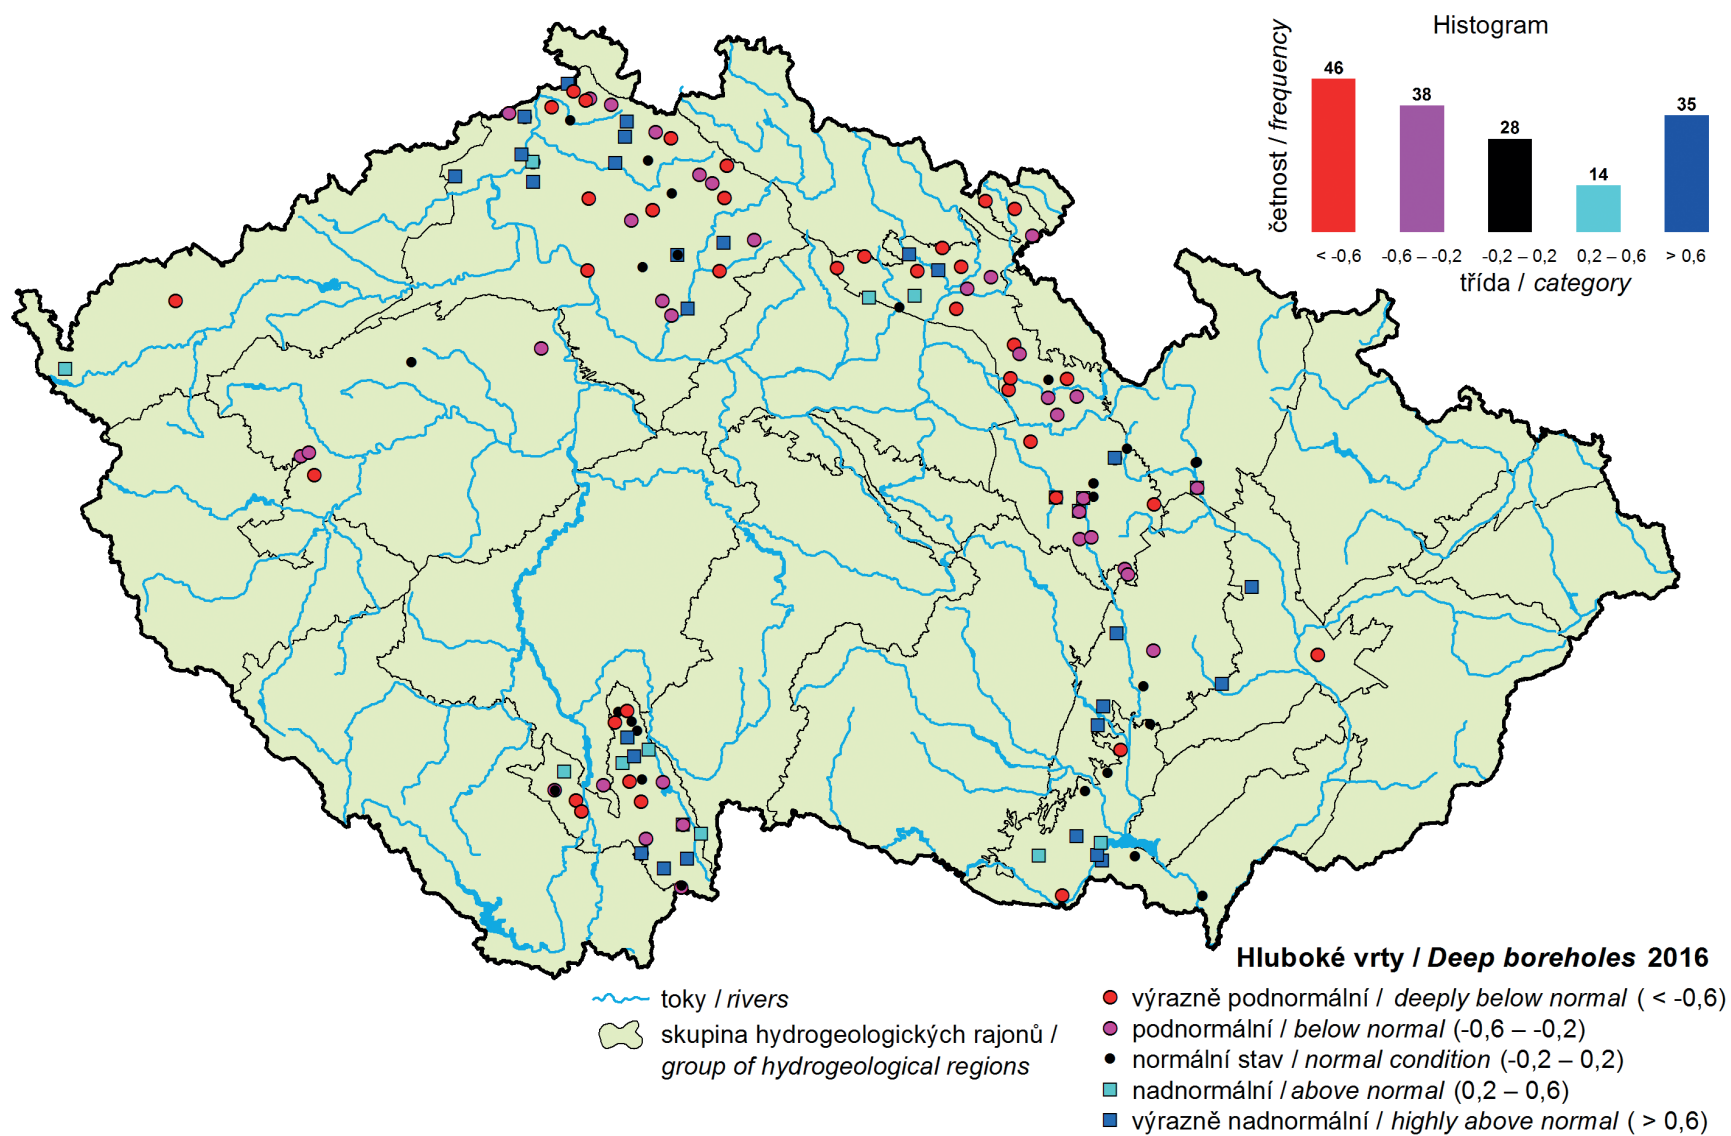 Histogram
četnost / frequency
46
38
28
14
35
< -0,6
-0,6 – -0,2
-0,2 – 0,2
0,2 – 0,6
> 0,6
třída / category
Hluboké vrty / Deep boreholes 2016
toky / rivers
skupina hydrogeologických rajonů /
group of hydrogeological regions
výrazně podnormální / deeply below normal ( < -0,6)
podnormální / below normal (-0,6 – -0,2)
normální stav / normal condition (-0,2 – 0,2)
nadnormální / above normal (0,2 – 0,6)
výrazně nadnormální / highly above normal ( > 0,6)